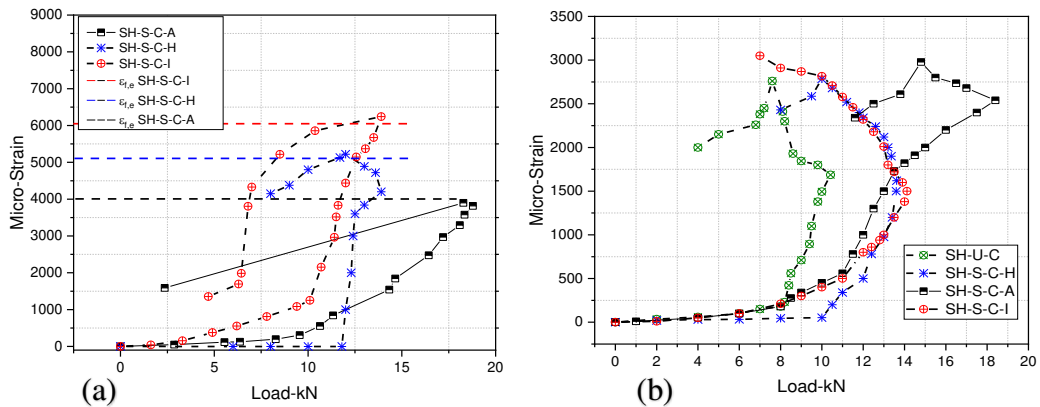 9000
8000
7000
6000
5000
4000
3000
2000
1000
0
Micro-Strain
SH-S-C-A
SH-S-C-H
SH-S-C-I
εf,e SH-S-C-I
εf,e SH-S-C-H
εf,e SH-S-C-A
0
5
10
15
20
Load-kN
(a)
3500
3000
2500
2000
1500
1000
500
0
Micro-Strain
SH-U-C
SH-S-C-H
SH-S-C-A
SH-S-C-I
0
2
4
6
8
10
12
14
16
18
20
Load-kN
(b)